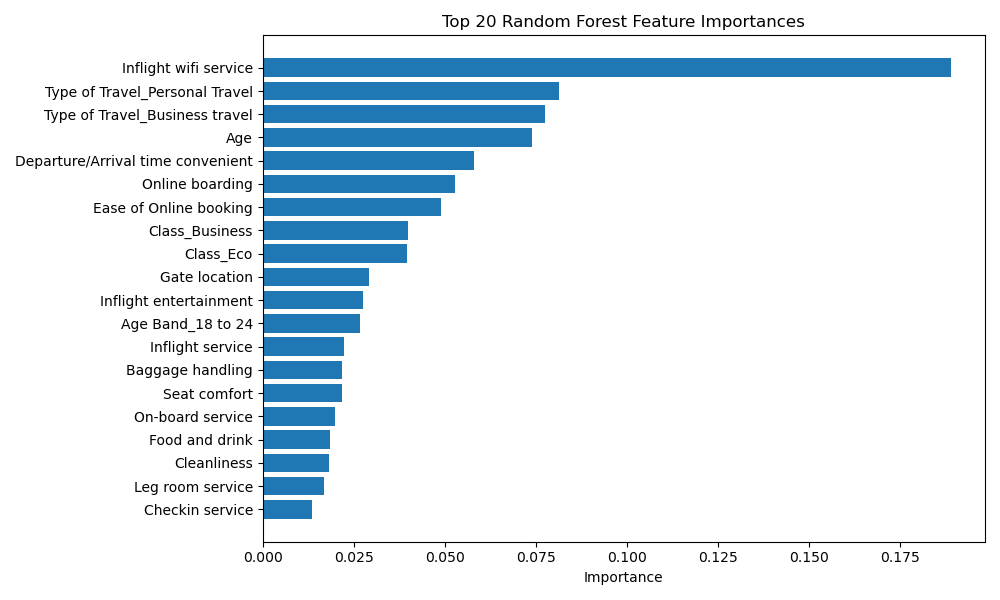 Top 20 Random Forest Feature Importances
Inflight wifi service
Type of Travel_Personal Travel
Type of Travel_Business travel
Age
Departure/Arrival time convenient
Online boarding
Ease of Online booking
Class_Business
Class_Eco
Gate location
Inflight entertainment
Age Band_18 to 24
Inflight service
Baggage handling
Seat comfort
On-board service
Food and drink
Cleanliness
Leg room service
Checkin service
0.000 0.025 0.050 0.075 0.100 0.125 0.150 0.175
Importance